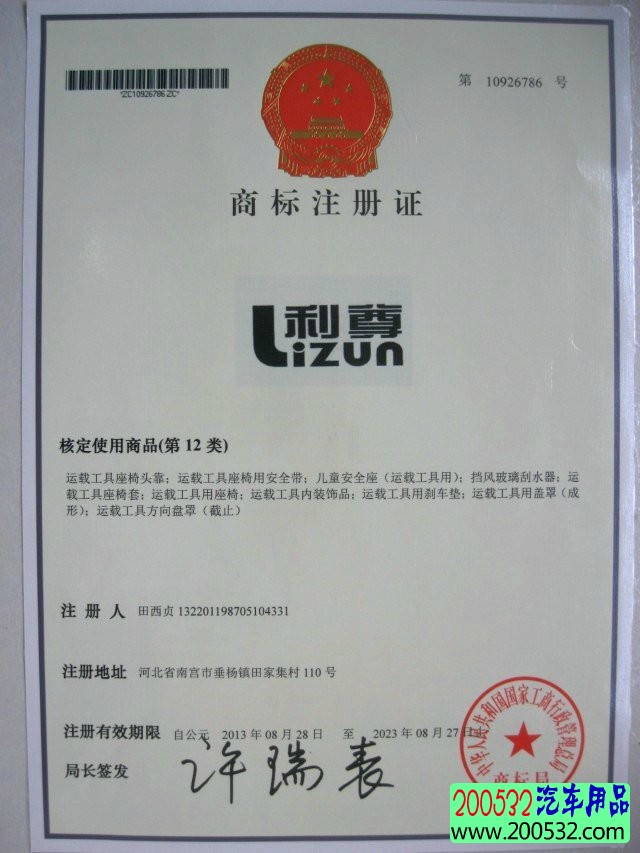 *ZC10926786ZC*
第 10926786 号
商标注册证
利尊
Lizun
核定使用商品(第 12 类)
运载工具座椅头靠；运载工具座椅用安全带；儿童安全座（运载工具用）；挡风玻璃刮水器；运
载工具座椅套；运载工具用座椅；运载工具内装饰品；运载工具用刹车垫；运载工具用盖罩（成
形）；运载工具方向盘罩（截止）
注 册 人 田西贞 132201198705104331
注册地址 河北省南宫市垂杨镇田家集村 110 号
注册有效期限 自公元 2013 年 08 月 28 日 至 2023 年 08 月 27 日
局长签发 许瑞表
中华人民共和国国家工商行政管理总局
商标局
200532汽车用品
www.200532.com